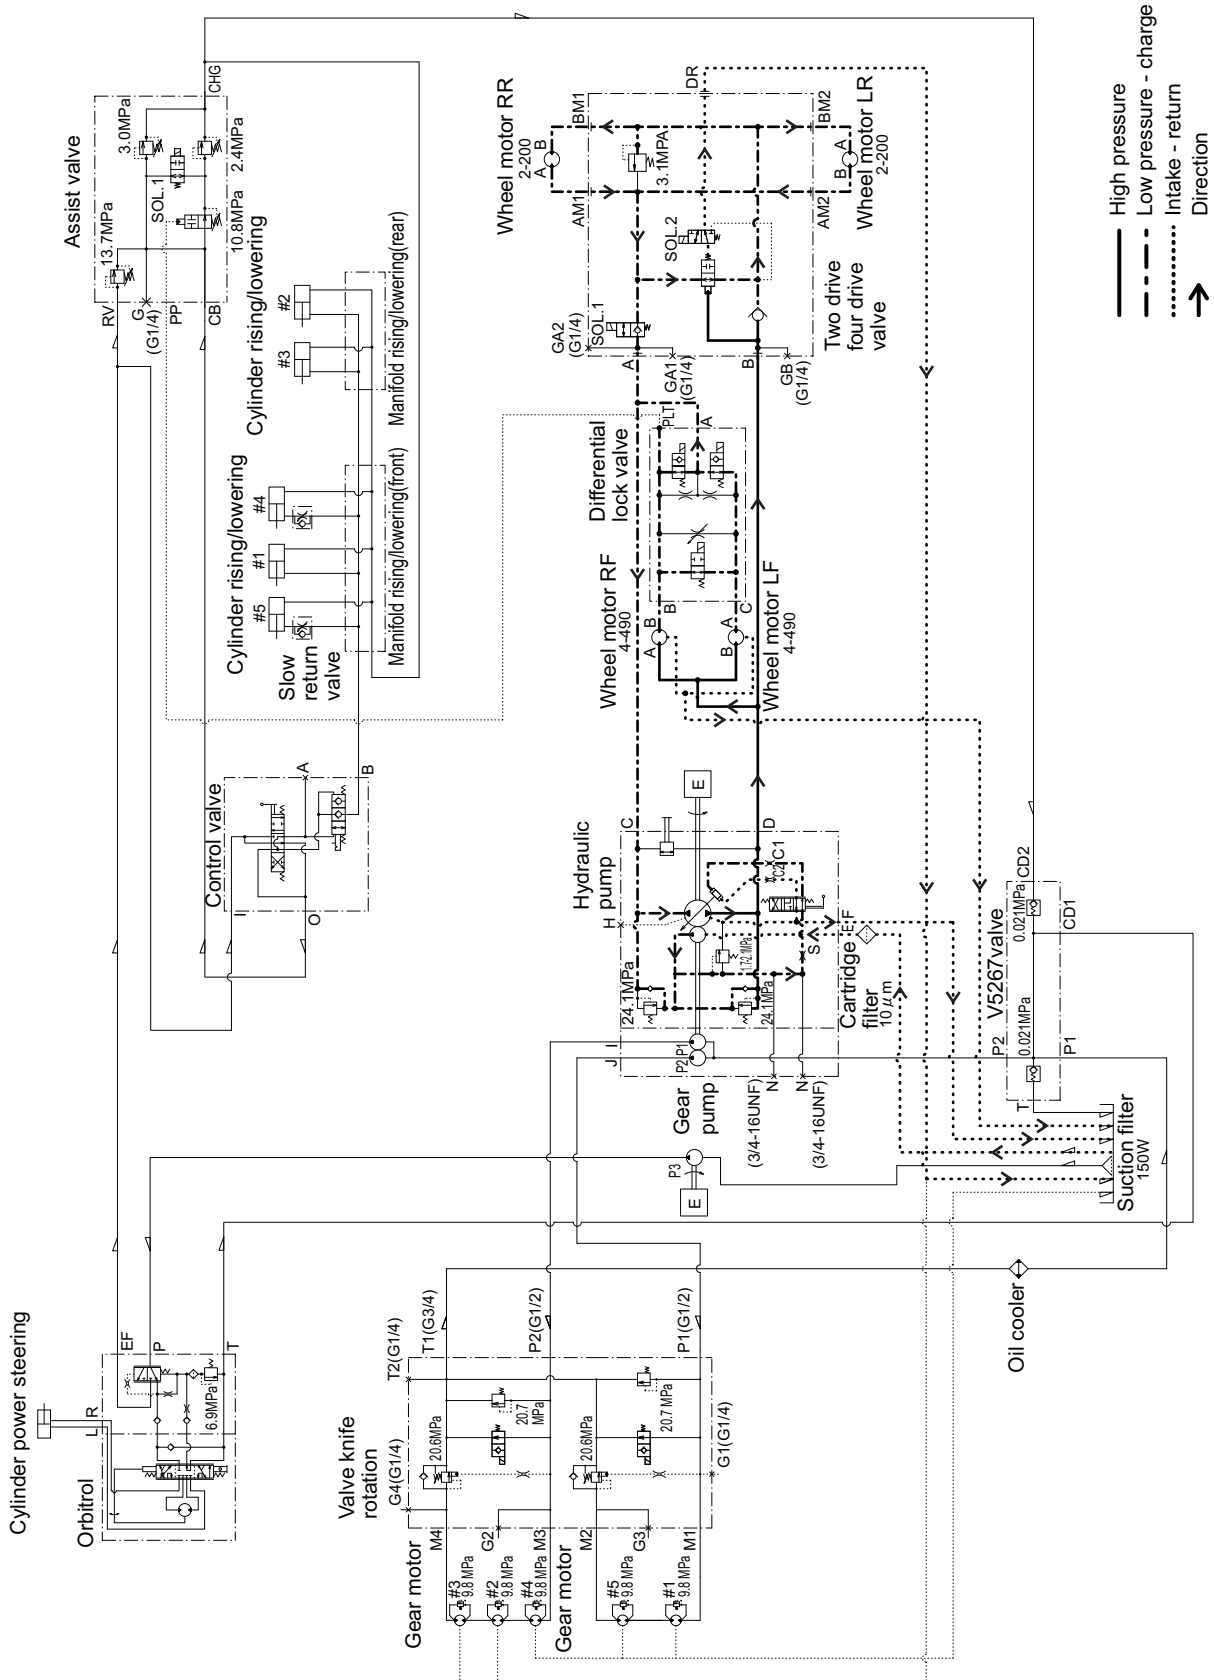 Assist valve
13.7MPa
3.0MPa
SOL.1
10.8MPa
2.4MPa
RV
G
(G1/4)
PP
CB
CHG
Cylinder rising/lowering
#2
#3
Manifold rising/lowering(rear)
Cylinder rising/lowering
#4
#1
#5
Slow
return
valve
Manifold rising/lowering(front)
Control valve
I
O
A
B
Wheel motor RR
2-200
A
B
BM1
AM1
DR
3.1MPA
SOL.2
SOL.1
GA2
(G1/4)
A
GA1
(G1/4)
B
GB
(G1/4)
BM2
AM2
B
A
Wheel motor LR
2-200
Two drive
four drive
valve
Differential
lock valve
PLT
A
B
C
Wheel motor RF
4-490
A
B
B
A
Wheel motor LF
4-490
High pressure
Low pressure - charge
Intake - return
Direction
Hydraulic
pump
E
C
D
H
C2
C1
S
E
F
24.1MPa
1.7-2.1MPa
24.1MPa
Cartridge
filter
10μm
I
J
P2
P1
Gear
pump
N
(3/4-16UNF)
N
(3/4-16UNF)
V5267valve
0.021MPa
CD2
CD1
0.021MPa
P2
P1
T
Suction filter
150W
P3
E
Oil cooler
Cylinder power steering
Orbitrol
L
R
EF
P
T
6.9MPa
Valve knife
rotation
G4(G1/4)
T2(G1/4)
T1(G3/4)
P2(G1/2)
P1(G1/2)
G1(G1/4)
20.6MPa
20.7
MPa
20.6MPa
20.7 MPa
M4
G2
M3
M2
G3
M1
Gear motor
#3
9.8 MPa
#2
9.8 MPa
#4
9.8 MPa
Gear motor
#5
9.8 MPa
#1
9.8 MPa